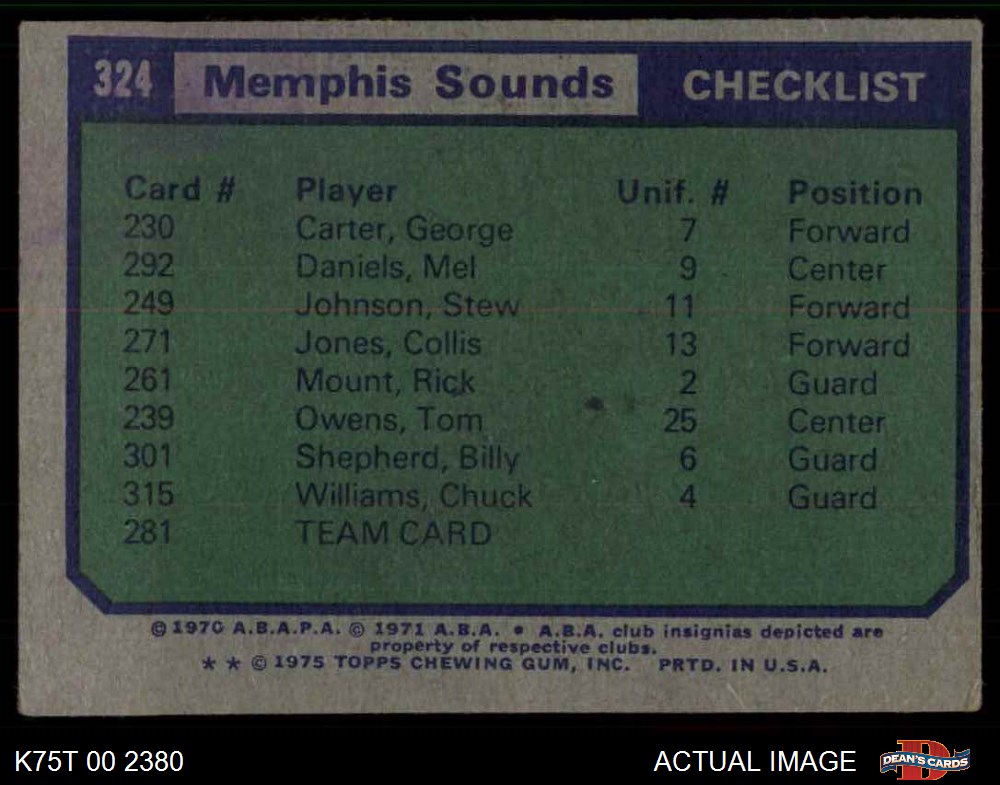 324 Memphis Sounds CHECKLIST
Card # Player Unif. # Position
230 Carter, George 7 Forward
292 Daniels, Mel 9 Center
249 Johnson, Stew 11 Forward
271 Jones, Collis 13 Forward
261 Mount, Rick 2 Guard
239 Owens, Tom 25 Center
301 Shepherd, Billy 6 Guard
315 Williams, Chuck 4 Guard
281 TEAM CARD
© 1970 A.B.A.P.A. © 1971 A.B.A. • A.B.A. club insignias depicted are
property of respective clubs.
* * © 1975 TOPPS CHEWING GUM, INC. PRTD. IN U.S.A.
K75T 00 2380 ACTUAL IMAGE D DEAN'S CARDS